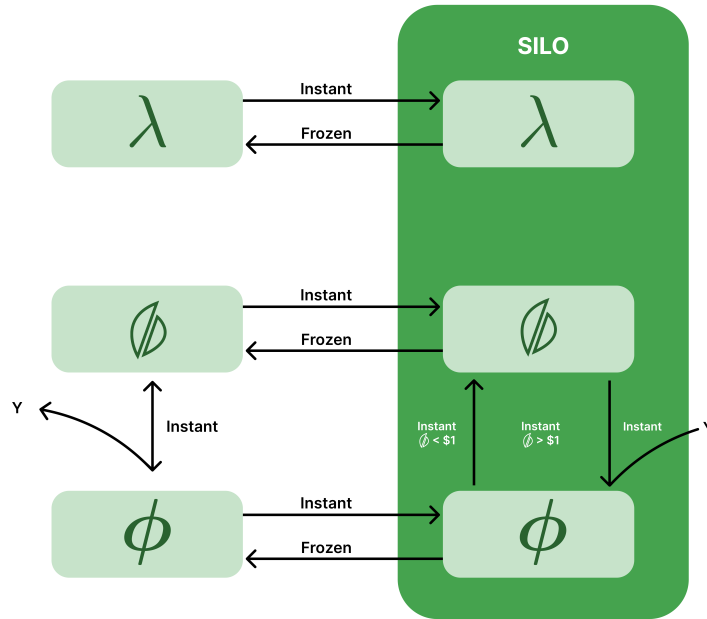 SILO
Instant
λ
λ
Frozen
Instant
Frozen
Y
Instant
Instant
< $1
Instant
> $1
Instant
Instant
ϕ
ϕ
Frozen